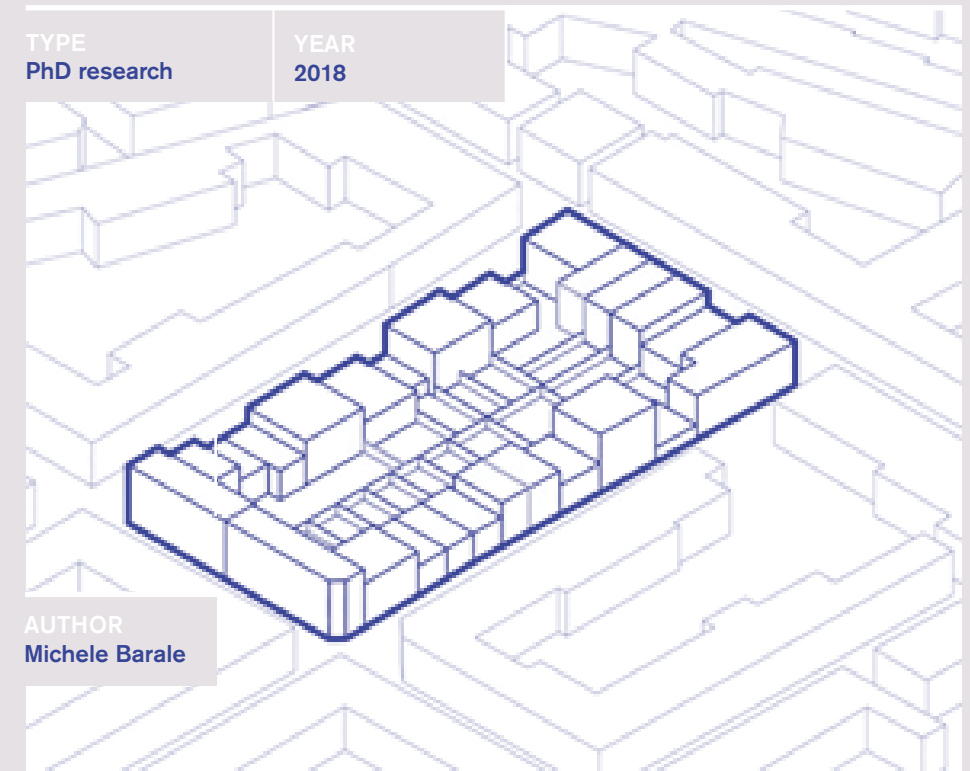 TYPE
PhD research
YEAR
2018
AUTHOR
Michele Barale